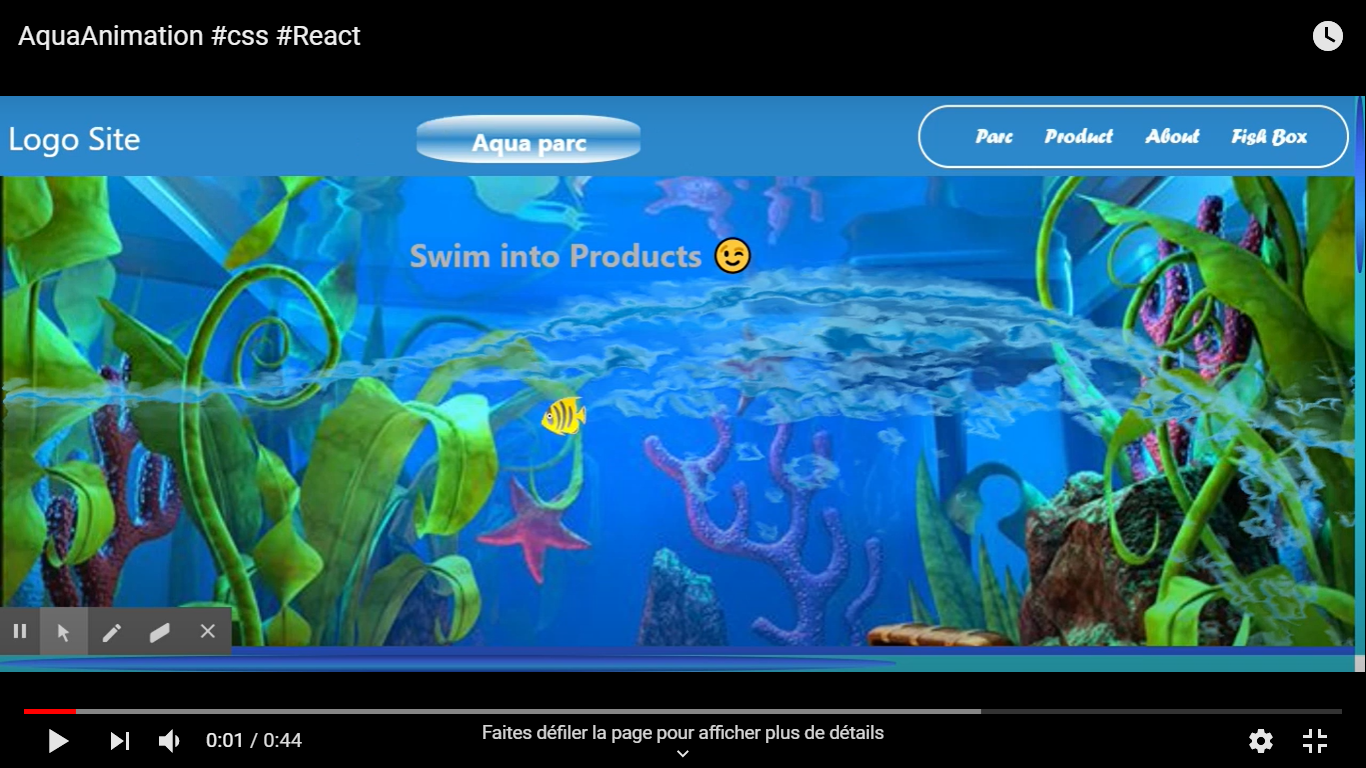 AquaAnimation #css #React
Logo Site
Aqua parc
Parc Product About Fish Box
Swim into Products 😉
0:01 / 0:44
Faites défiler la page pour afficher plus de détails